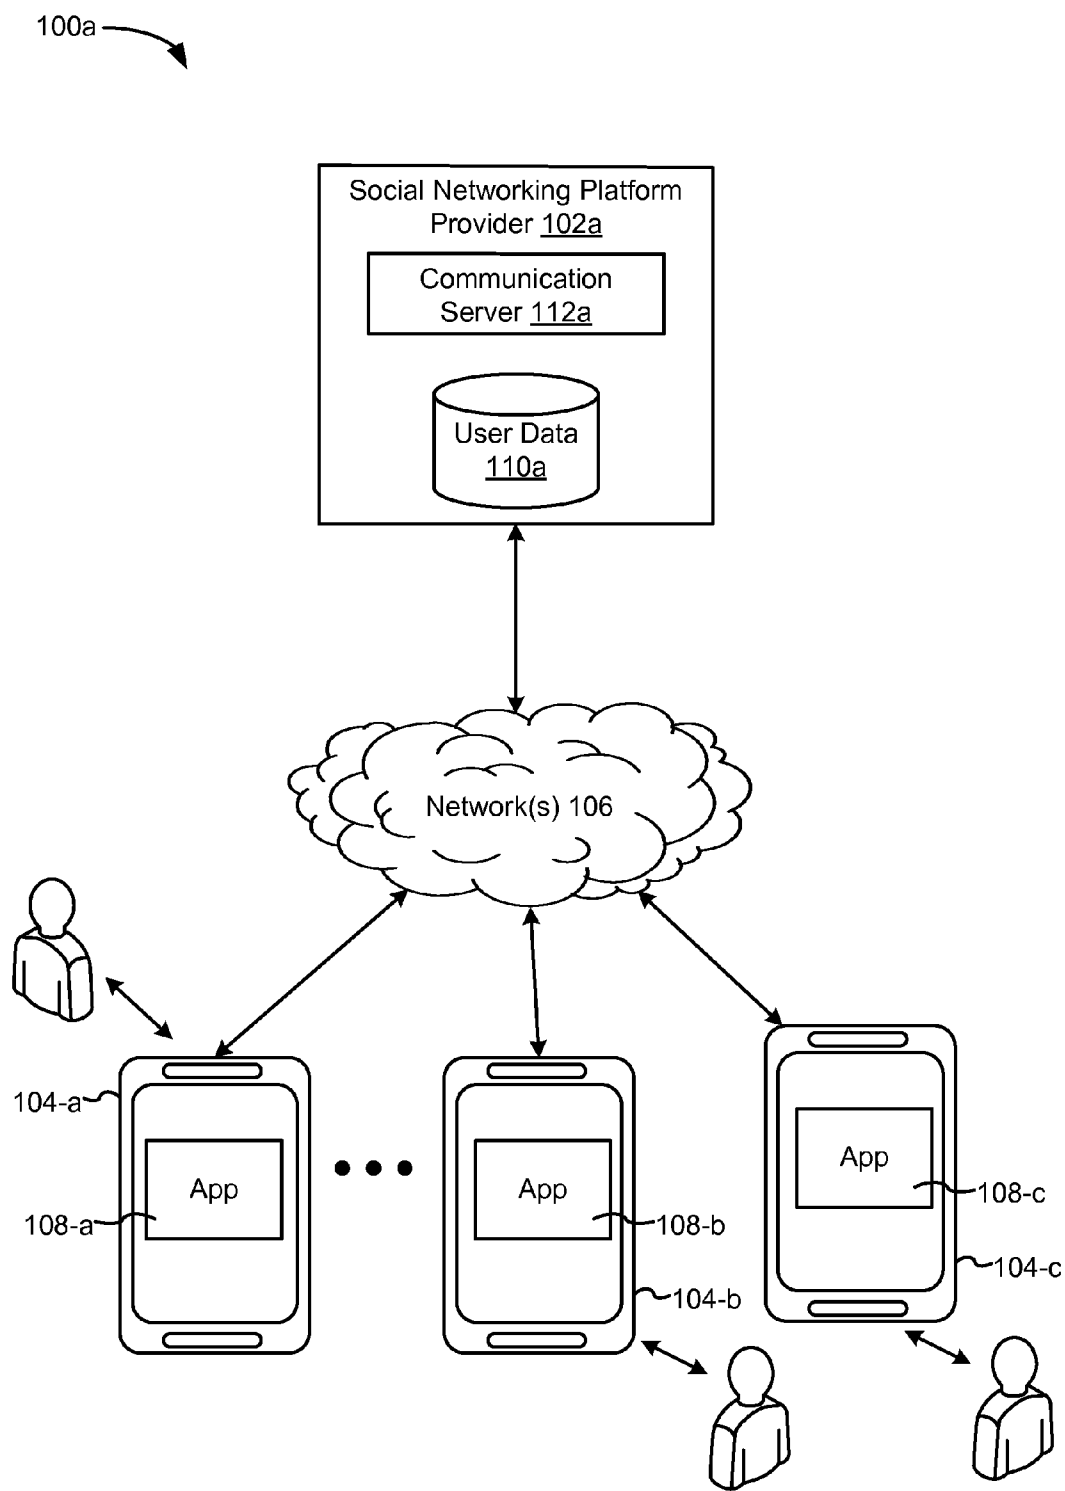 100a
Social Networking Platform
Provider 102a
Communication
Server 112a
User Data
110a
Network(s) 106
104-a
App
108-a
App
108-b
104-b
App
108-c
104-c